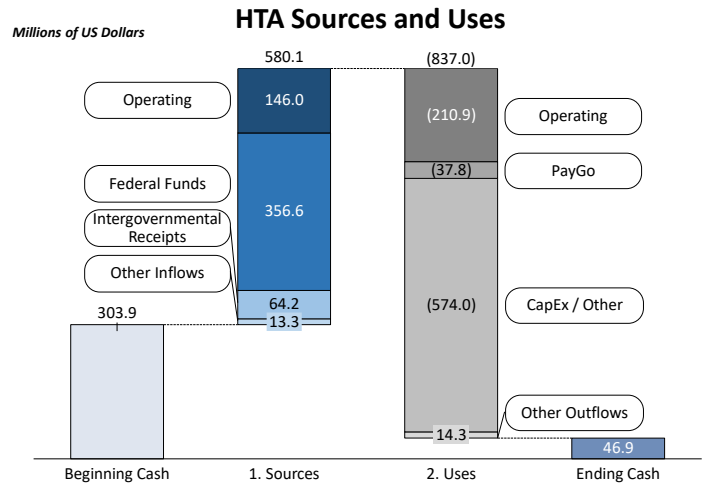 HTA Sources and Uses
Millions of US Dollars
580.1
(837.0)
Operating
146.0
(210.9)
Operating
(37.8)
PayGo
Federal Funds
356.6
Intergovernmental
Receipts
Other Inflows
64.2
(574.0)
CapEx / Other
303.9
13.3
Other Outflows
14.3
46.9
Beginning Cash
1. Sources
2. Uses
Ending Cash